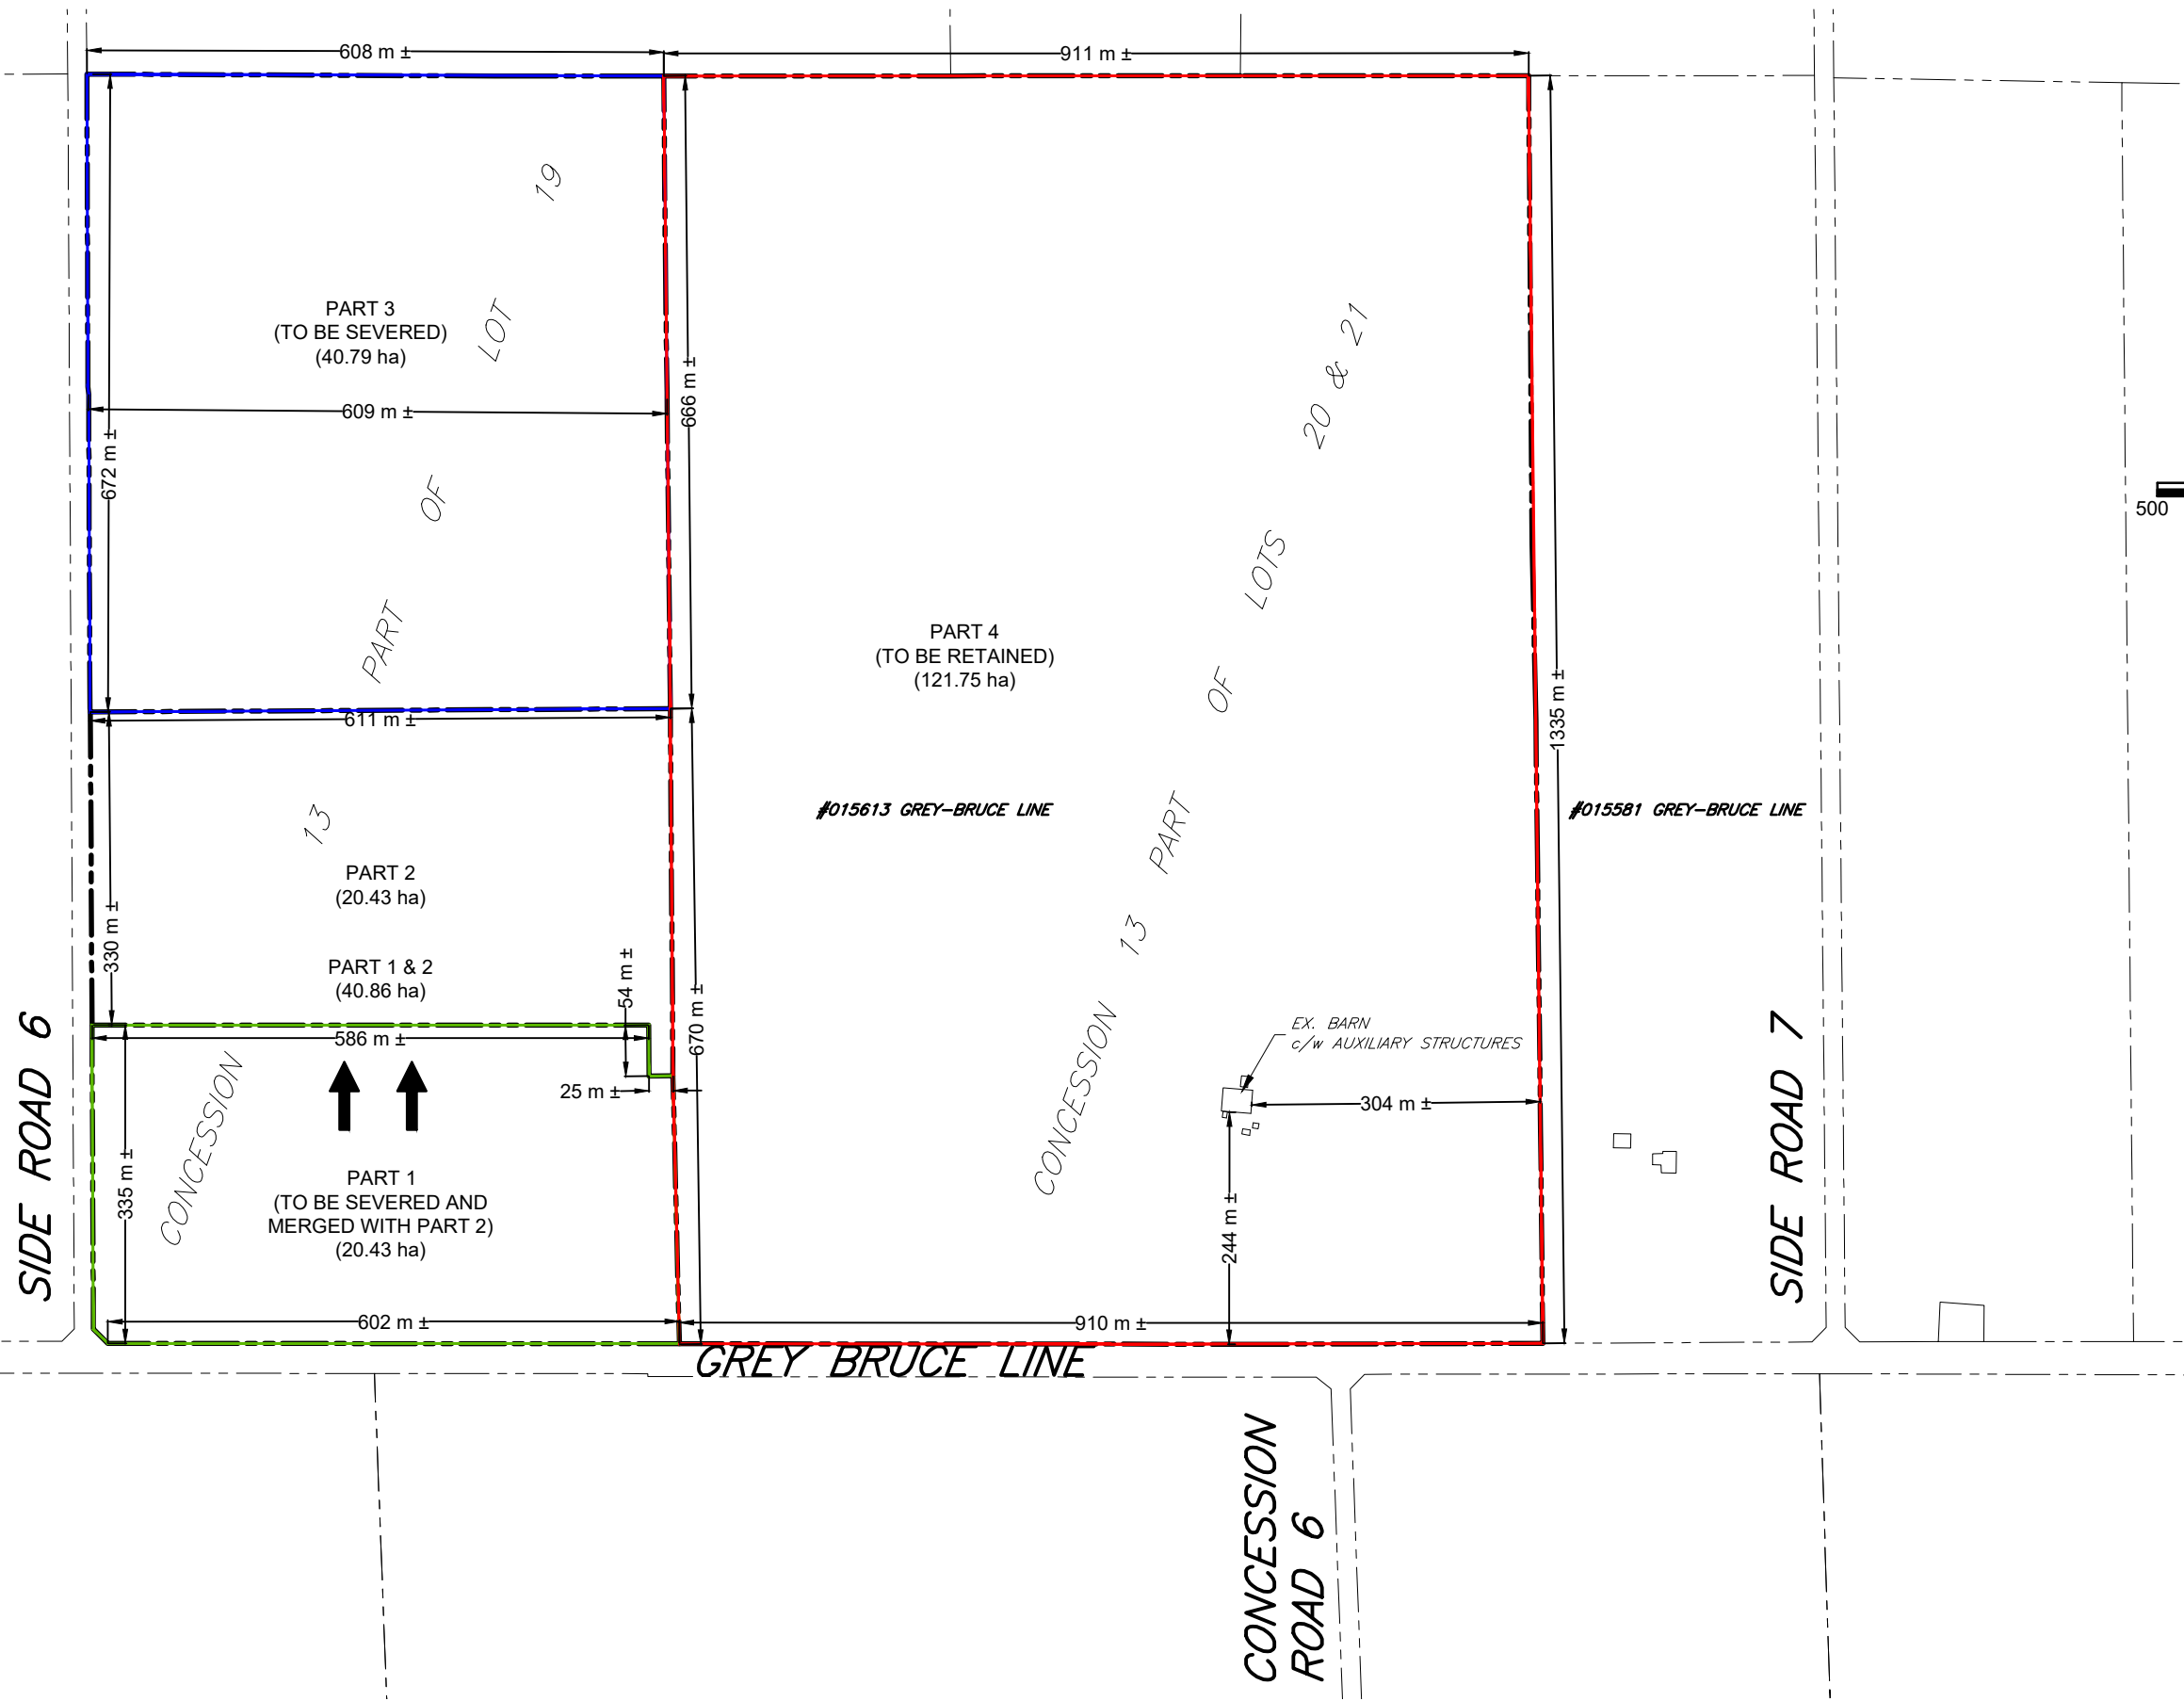 608 m ±
911 m ±
PART 3
(TO BE SEVERED)
(40.79 ha)
609 m ±
672 m ±
666 m ±
CONCESSION 13 PART OF LOT 19
611 m ±
500
PART 4
(TO BE RETAINED)
(121.75 ha)
CONCESSION 13 PART OF LOTS 20 & 21
1335 m ±
#015613 GREY-BRUCE LINE
#015581 GREY-BRUCE LINE
PART 2
(20.43 ha)
330 m ±
PART 1 & 2
(40.86 ha)
54 m ±
670 m ±
586 m ±
25 m ±
EX. BARN
c/w AUXILIARY STRUCTURES
304 m ±
244 m ±
335 m ±
PART 1
(TO BE SEVERED AND
MERGED WITH PART 2)
(20.43 ha)
602 m ±
910 m ±
SIDE ROAD 6
SIDE ROAD 7
GREY BRUCE LINE
CONCESSION
ROAD 6